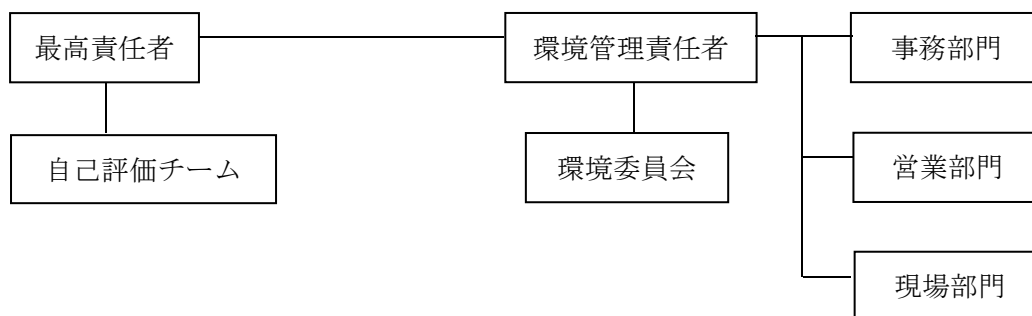 最高責任者
環境管理責任者
事務部門
自己評価チーム
環境委員会
営業部門
現場部門